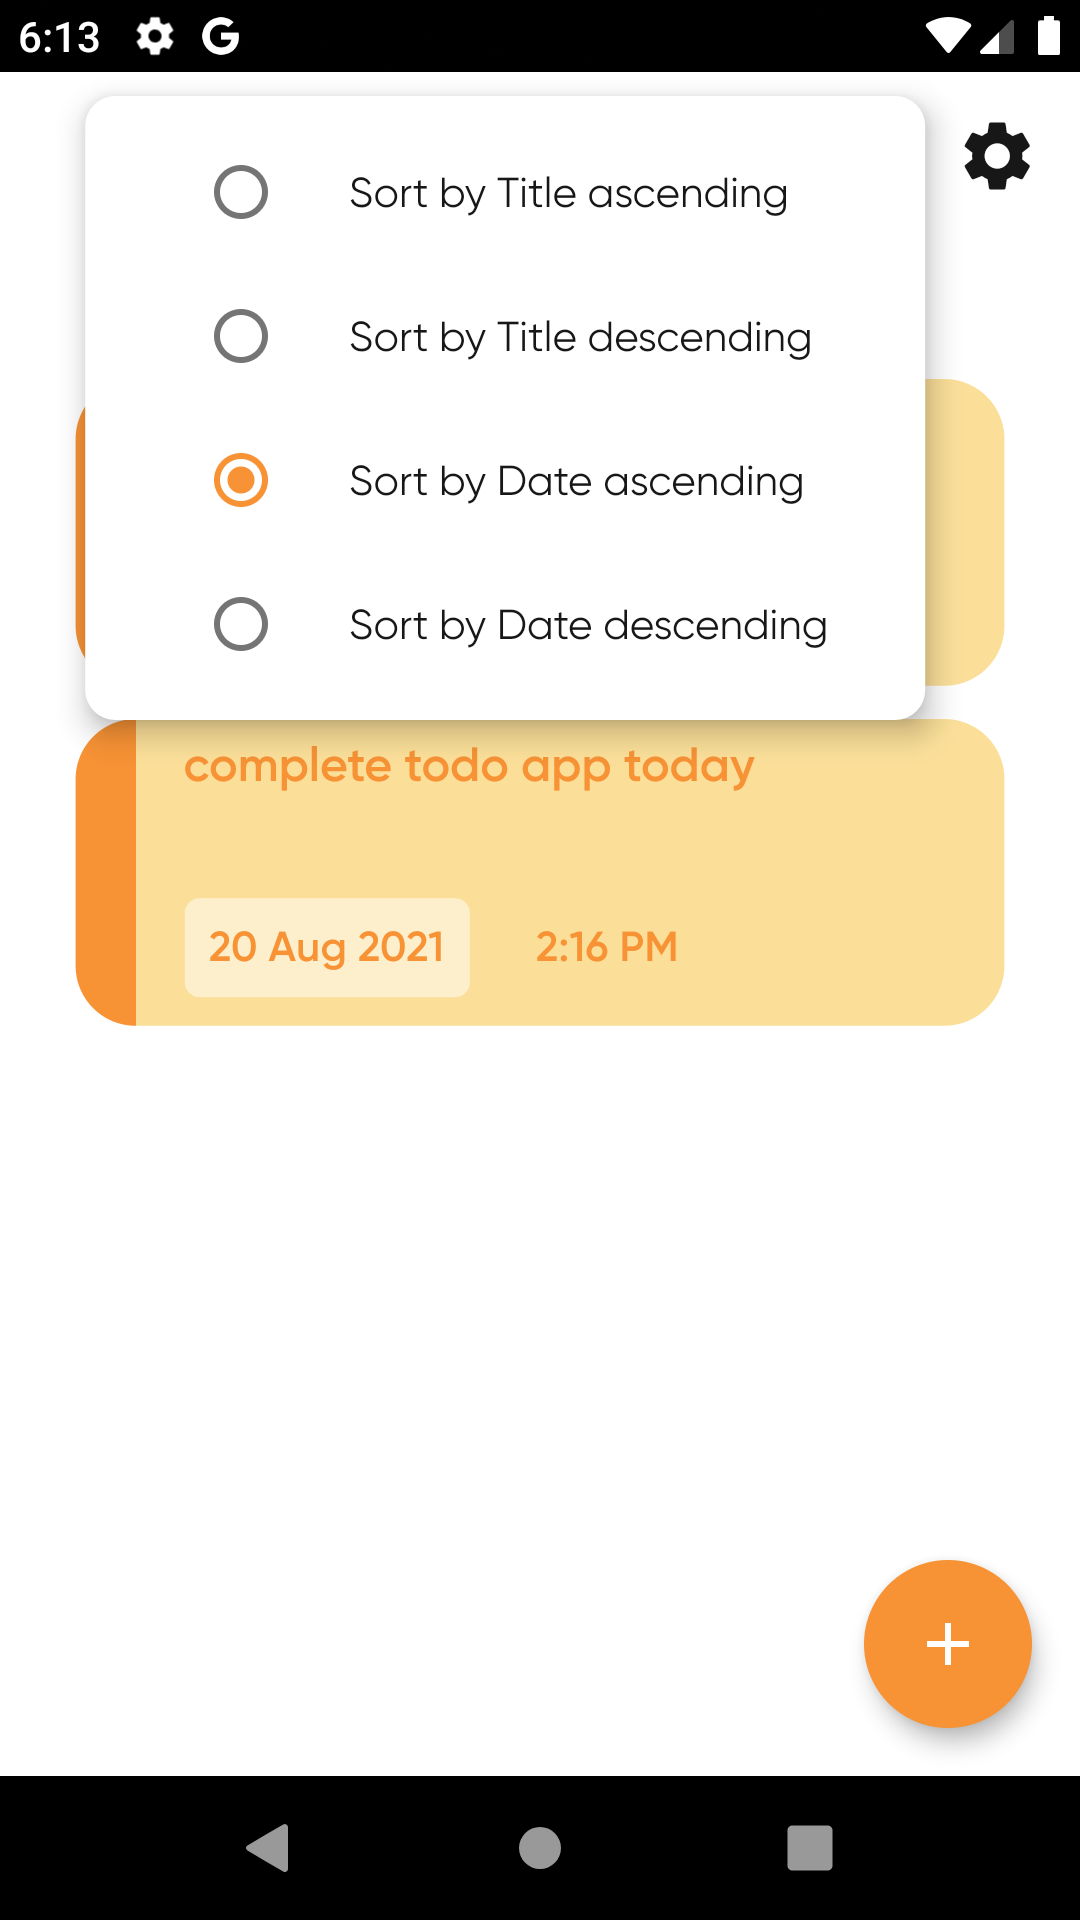 6:13
Sort by Title ascending
Sort by Title descending
Sort by Date ascending
Sort by Date descending
complete todo app today
20 Aug 2021 2:16 PM